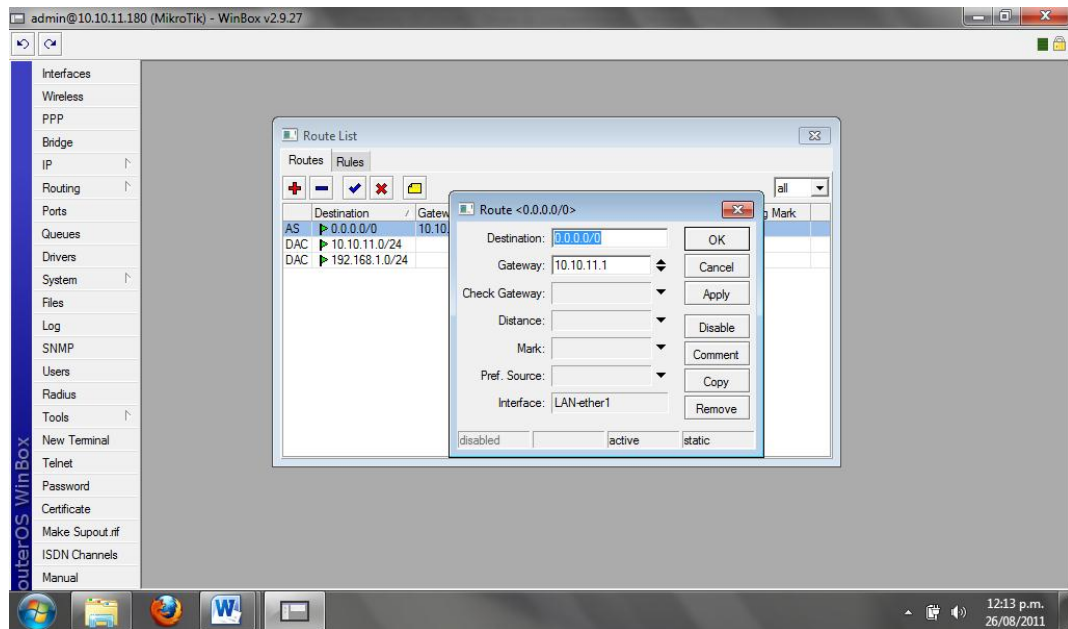 admin@10.10.11.180 (MikroTik) - WinBox v2.9.27
Interfaces
Wireless
PPP
Bridge
IP
Routing
Ports
Queues
Drivers
System
Files
Log
SNMP
Users
Radius
Tools
New Terminal
Telnet
Password
Certificate
Make Supout.rif
ISDN Channels
Manual
outerOS WinBox
Route List
Routes Rules
all
Destination / Gatew
g Mark
AS 0.0.0.0/0 10.10.
DAC 10.10.11.0/24
DAC 192.168.1.0/24
Route <0.0.0.0/0>
Destination: 0.0.0.0/0
Gateway: 10.10.11.1
Check Gateway:
Distance:
Mark:
Pref. Source:
Interface: LAN-ether1
OK
Cancel
Apply
Disable
Comment
Copy
Remove
disabled active static
12:13 p.m.
26/08/2011